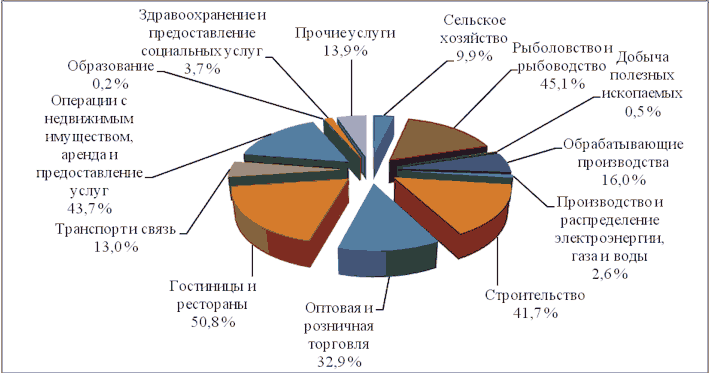 Здравоохранение и
предоставление
социальных услуг
3,7%
Прочие услуги
13,9%
Сельское
хозяйство
9,9%
Рыболовство и
рыбоводство
45,1%
Добыча
полезных
ископаемых
0,5%
Обрабатывающие
производства
16,0%
Производство и
распределение
электроэнергии,
газа и воды
2,6%
Строительство
41,7%
Оптовая и
розничная
торговля
32,9%
Гостиницы и
рестораны
50,8%
Транспорт и связь
13,0%
Операции с
недвижимым
имуществом,
аренда и
предоставление
услуг
43,7%
Образование
0,2%